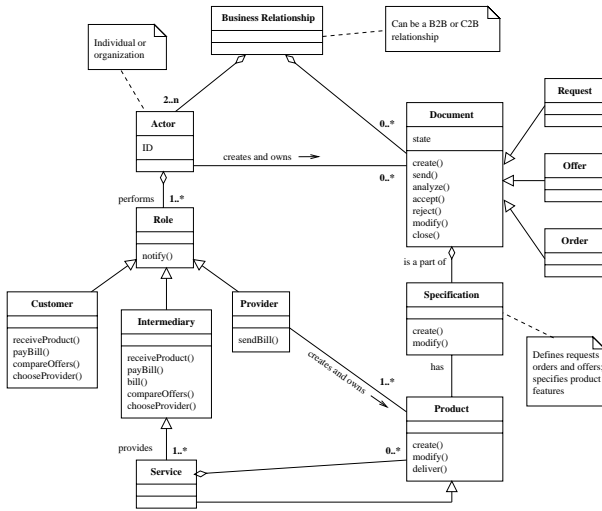 Business Relationship
Can be a B2B or C2B
relationship
Individual or
organization
2..n
Actor
ID
Document
state
create()
send()
analyze()
accept()
reject()
modify()
close()
0..*
creates and owns
0..*
Request
Offer
Order
performs
1..*
Role
notify()
is a part of
Customer
receiveProduct()
payBill()
compareOffers()
chooseProvider()
Intermediary
receiveProduct()
payBill()
bill()
compareOffers()
chooseProvider()
Provider
sendBill()
Specification
create()
modify()
Defines requests
orders and offers:
specifies product
features
creates and owns
1..*
has
Product
create()
modify()
deliver()
provides
1..*
0..*
Service